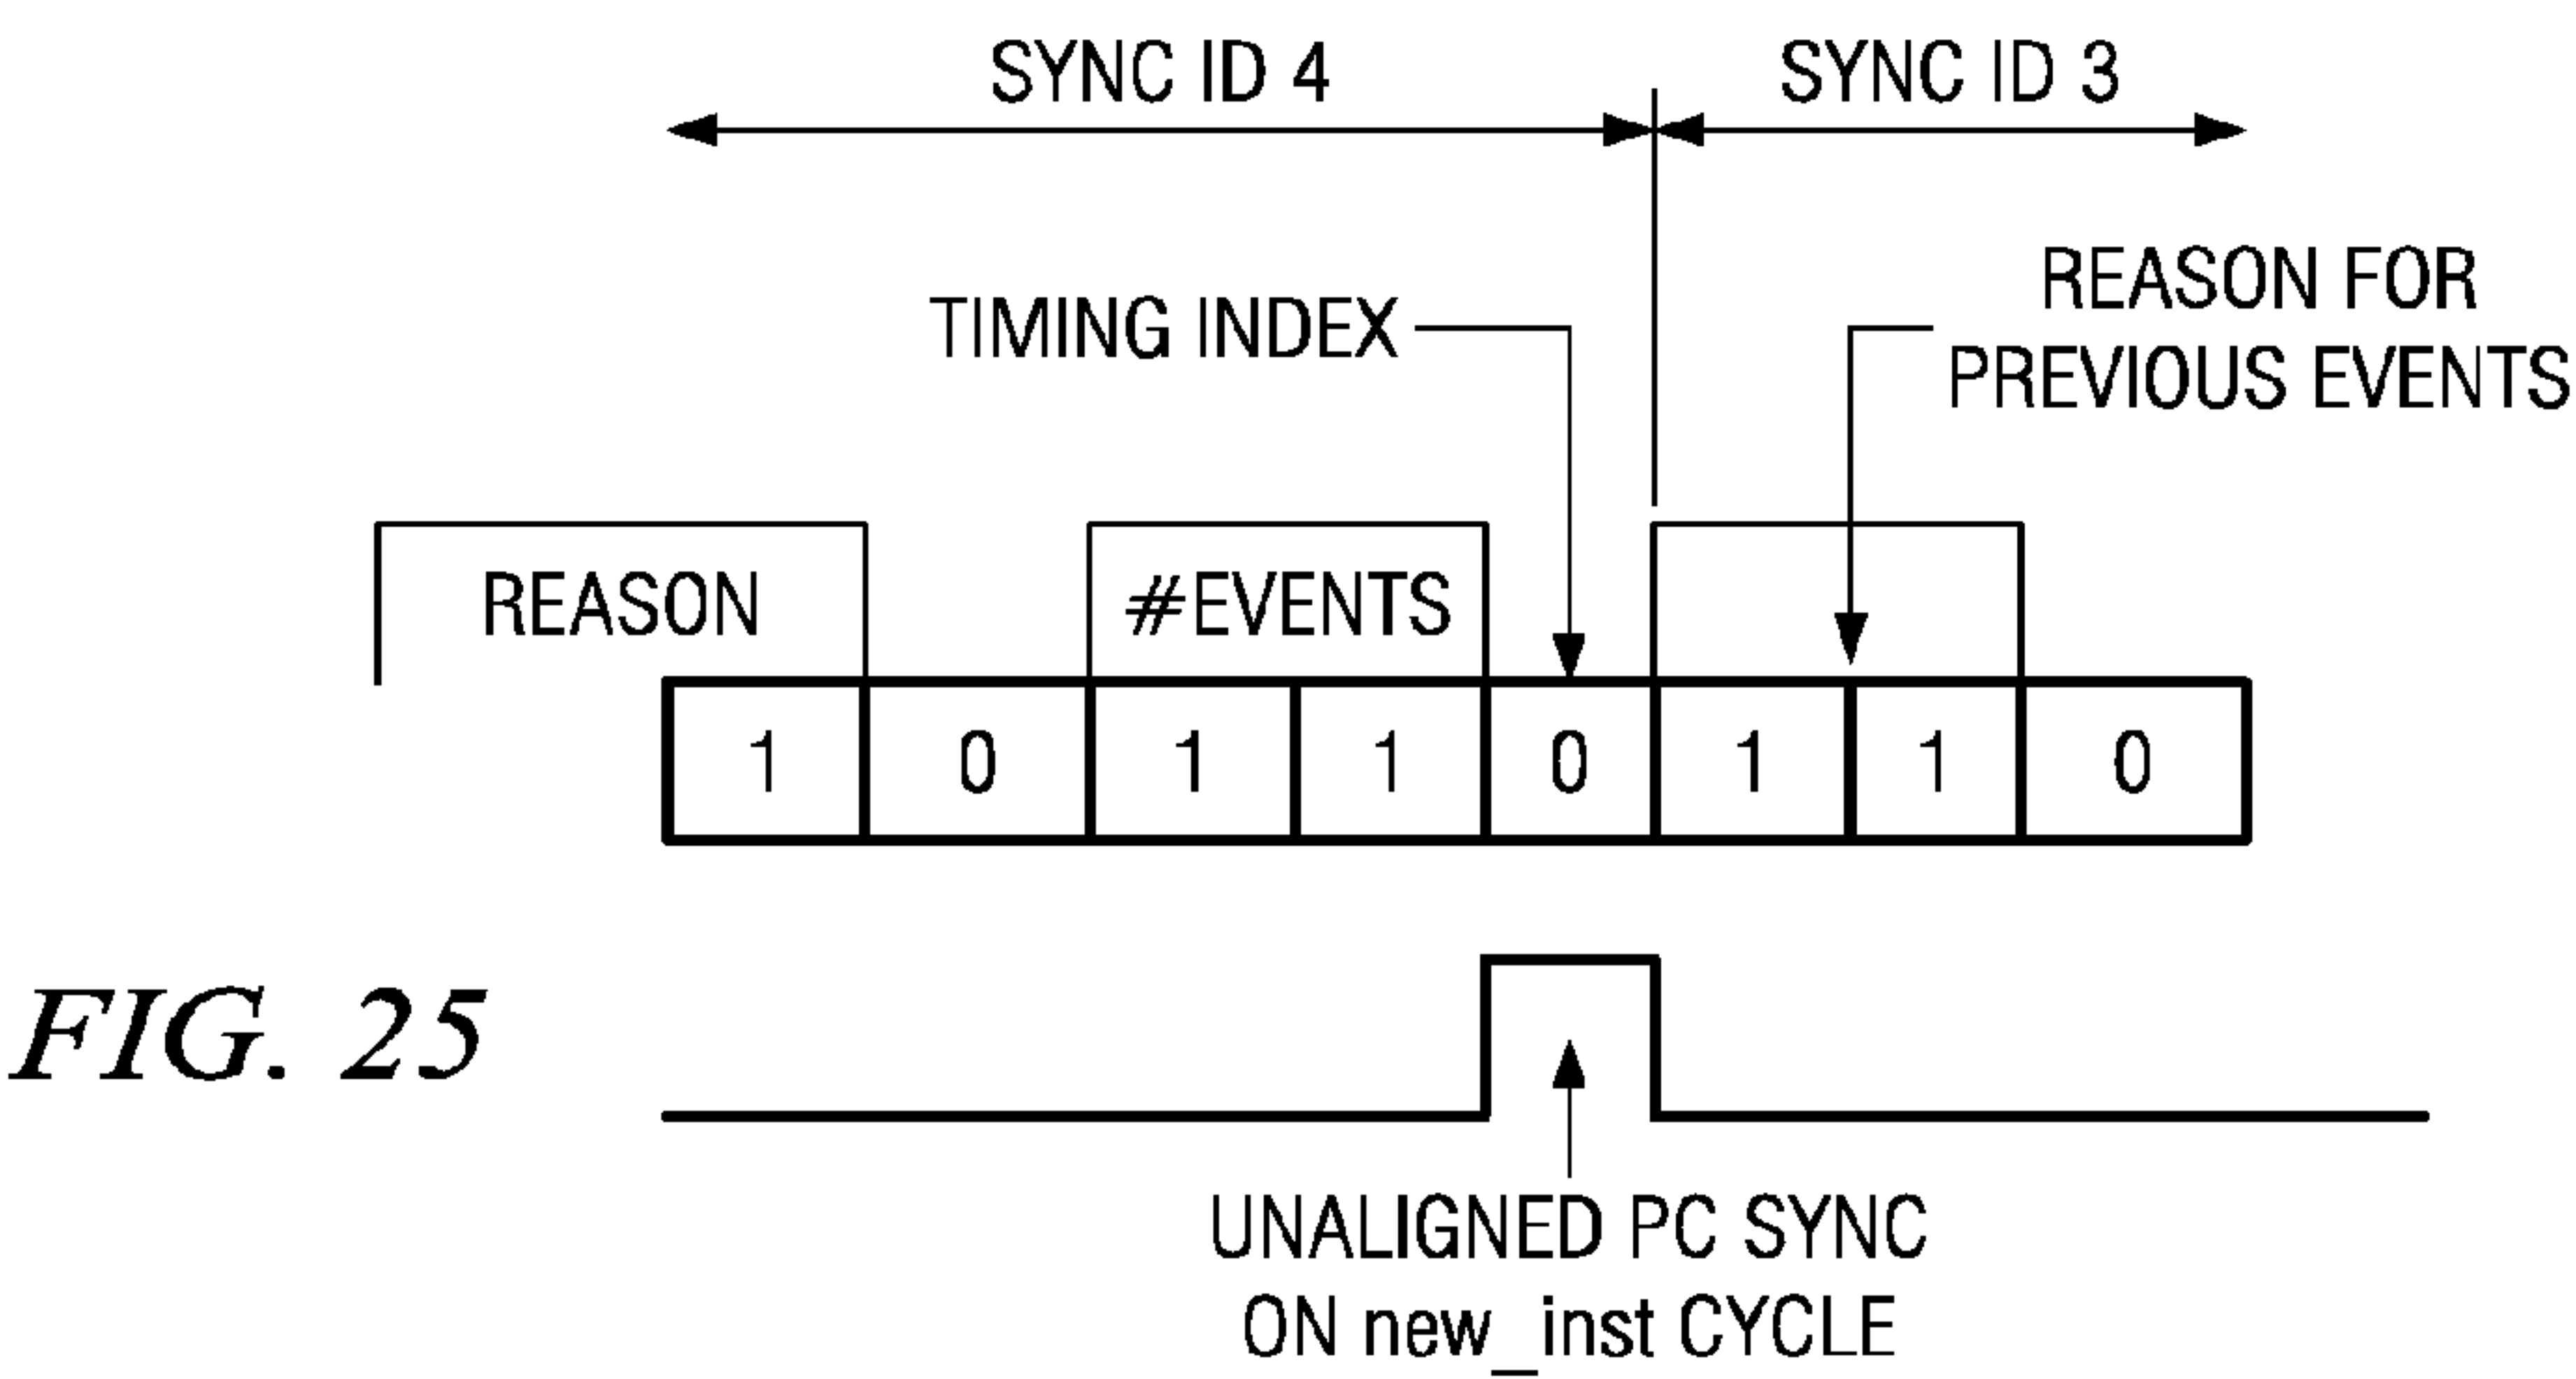 SYNC ID 4
SYNC ID 3
TIMING INDEX
REASON FOR
PREVIOUS EVENTS
REASON
#EVENTS
1 0 1 1 0 1 1 0
FIG. 25
UNALIGNED PC SYNC
ON new_inst CYCLE